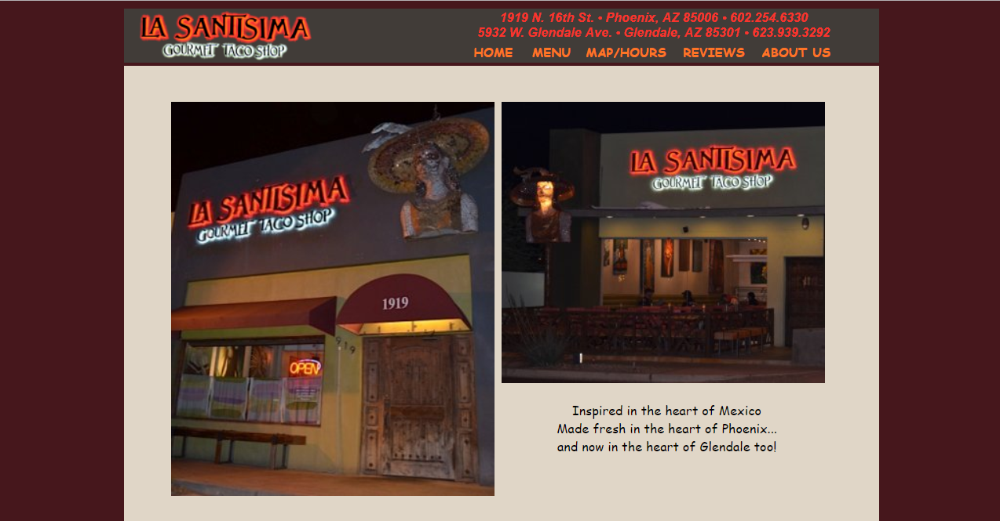 LA SANTISIMA
GOURMET TACO SHOP
1919 N. 16th St. • Phoenix, AZ 85006 • 602.254.6330
5932 W. Glendale Ave. • Glendale, AZ 85301 • 623.939.3292
HOME MENU MAP/HOURS REVIEWS ABOUT US
LA SANTISIMA
GOURMET TACO SHOP
1919
919
OPEN
LA SANTISIMA
GOURMET TACO SHOP
Inspired in the heart of Mexico
Made fresh in the heart of Phoenix...
and now in the heart of Glendale too!